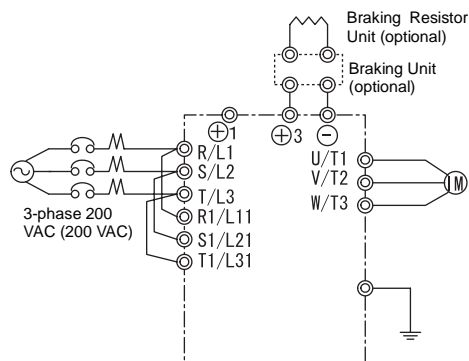 Braking Resistor
Unit (optional)
Braking Unit
(optional)
⊕1
⊕3
⊖
R/L1
S/L2
T/L3
R1/L11
S1/L21
T1/L31
3-phase 200
VAC (200 VAC)
U/T1
V/T2
W/T3
IM